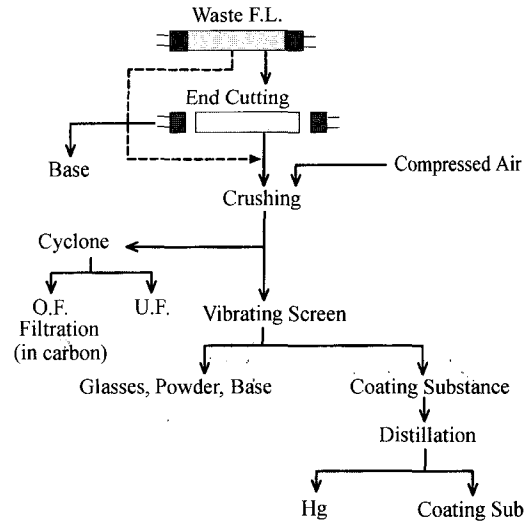 Waste F.L.
End Cutting
Base
Compressed Air
Crushing
Cyclone
O.F.
Filtration
(in carbon)
U.F.
Vibrating Screen
Glasses, Powder, Base
Coating Substance
Distillation
Hg
Coating Sub